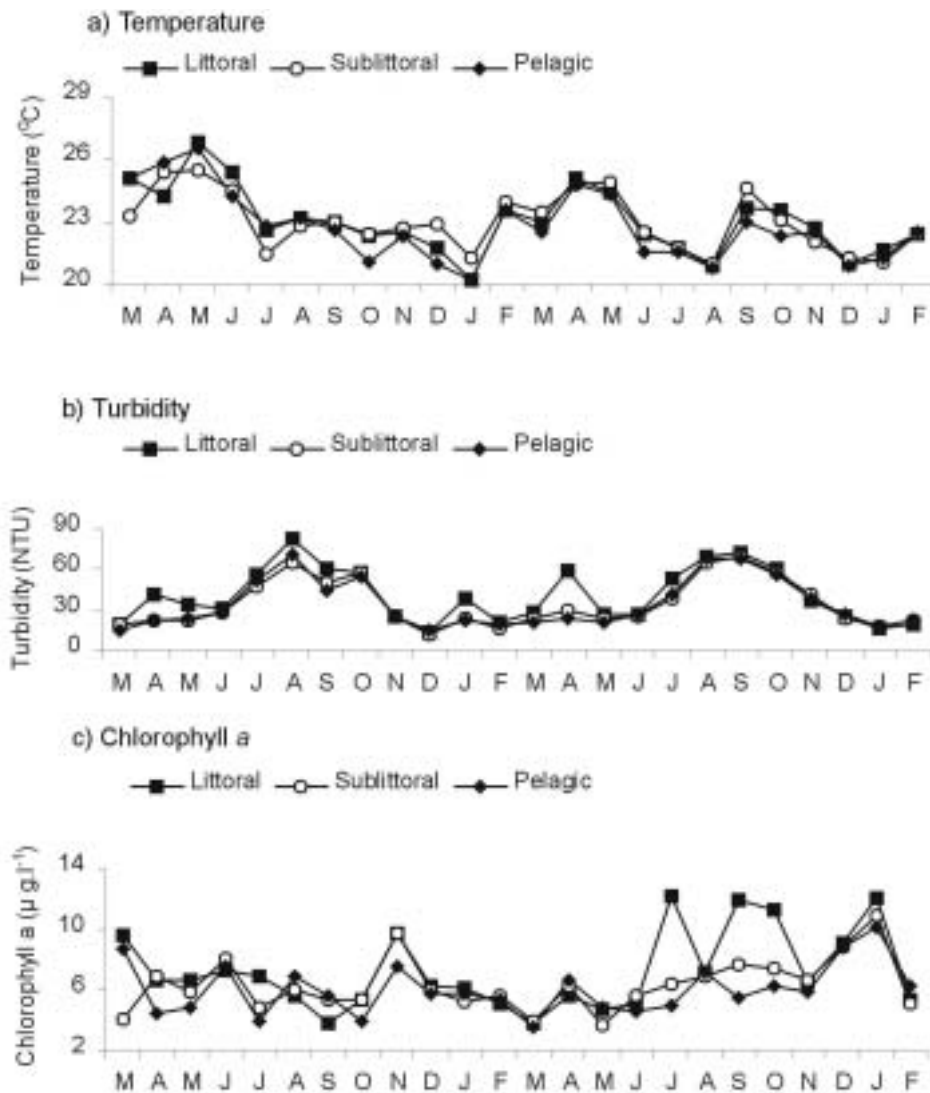 a) Temperature
Littoral Sublittoral Pelagic
Temperature (ºC)
29
26
23
20
M A M J J A S O N D J F M A M J J A S O N D J F
b) Turbidity
Littoral Sublittoral Pelagic
Turbidity (NTU)
90
60
30
0
M A M J J A S O N D J F M A M J J A S O N D J F
c) Chlorophyll a
Littoral Sublittoral Pelagic
Chlorophyll a (µ g.l⁻¹)
14
10
6
2
M A M J J A S O N D J F M A M J J A S O N D J F